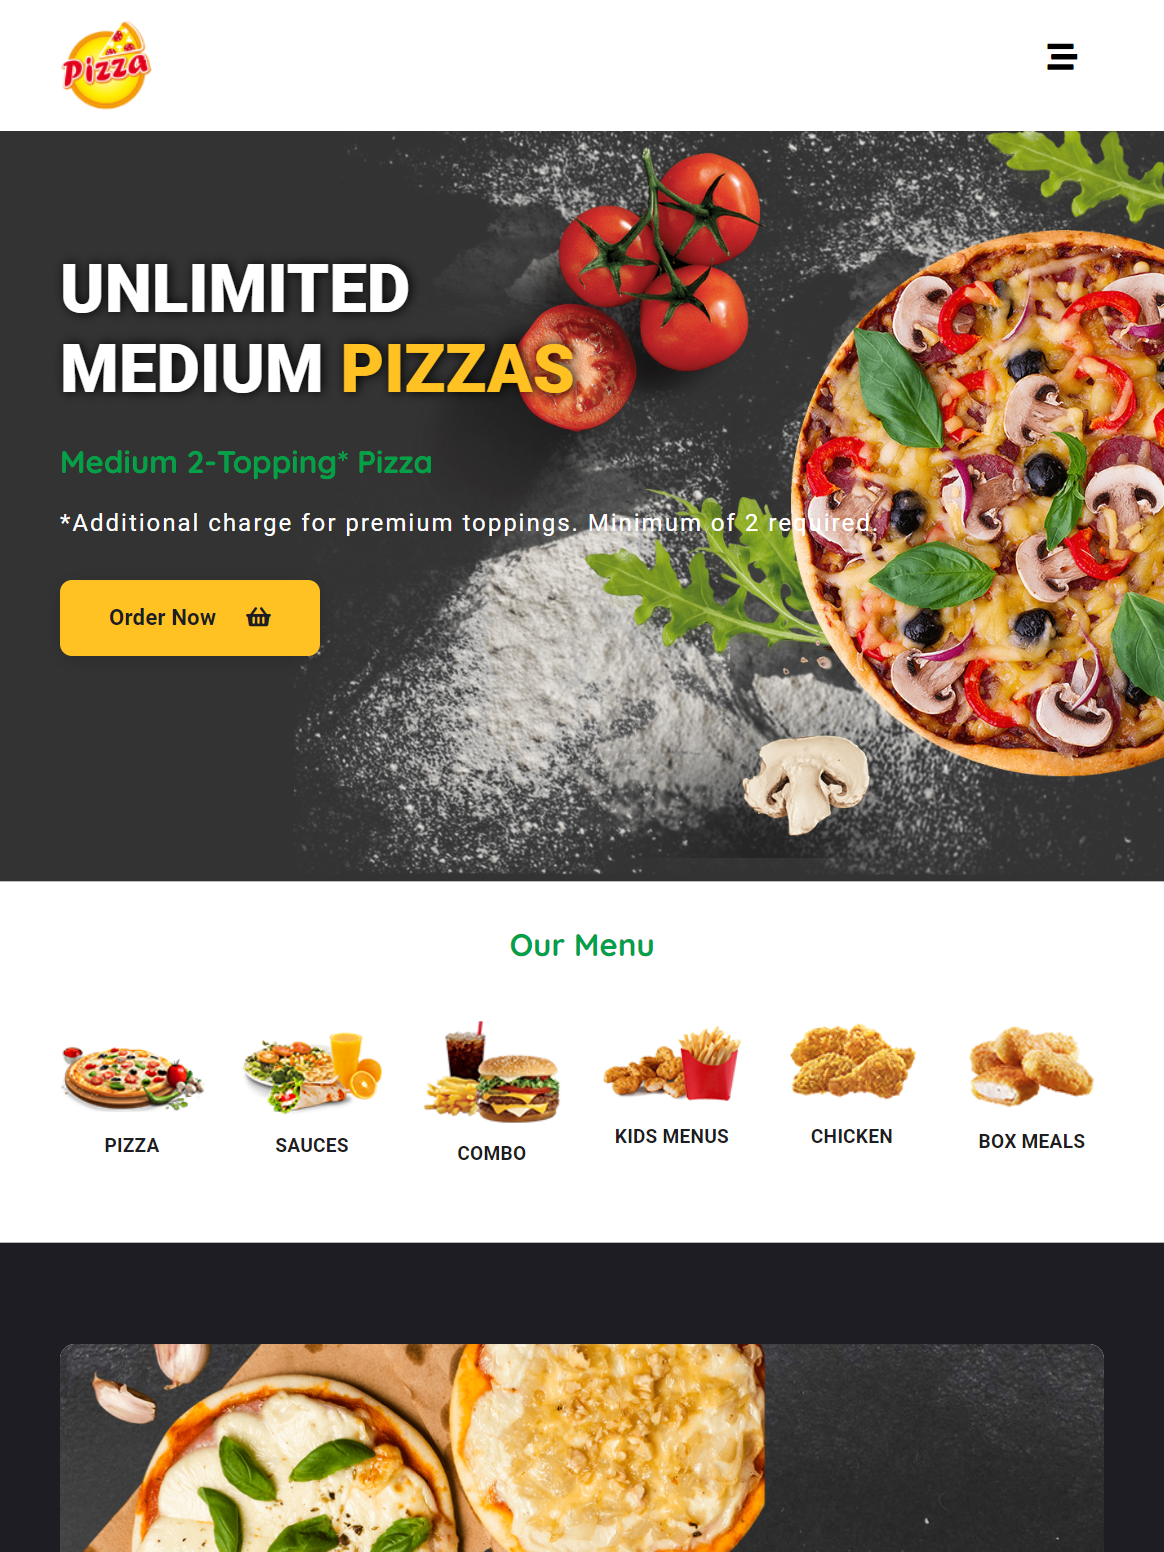 Pizza
UNLIMITED
MEDIUM PIZZAS
Medium 2-Topping* Pizza
*Additional charge for premium toppings. Minimum of 2 required.
Order Now
Our Menu
PIZZA
SAUCES
COMBO
KIDS MENUS
CHICKEN
BOX MEALS